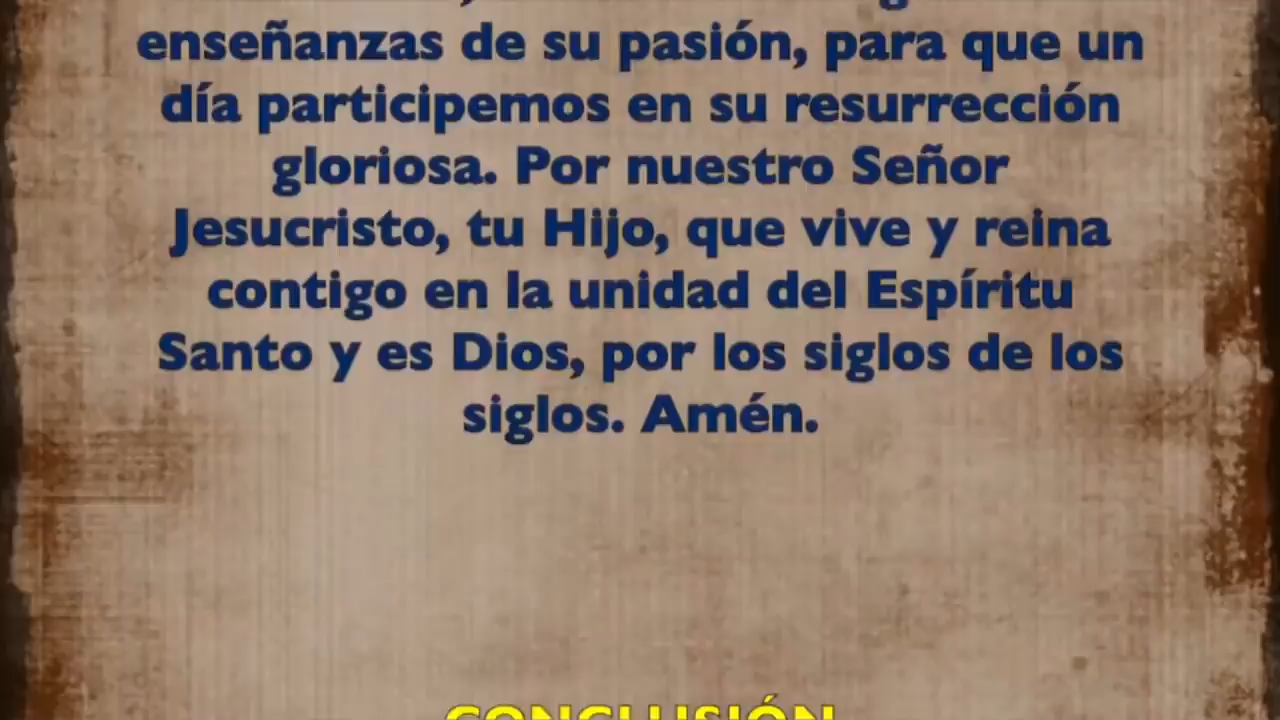 enseñanzas de su pasión, para que un
día participemos en su resurrección
gloriosa. Por nuestro Señor
Jesucristo, tu Hijo, que vive y reina
contigo en la unidad del Espíritu
Santo y es Dios, por los siglos de los
siglos. Amén.
CONCLUSIÓN